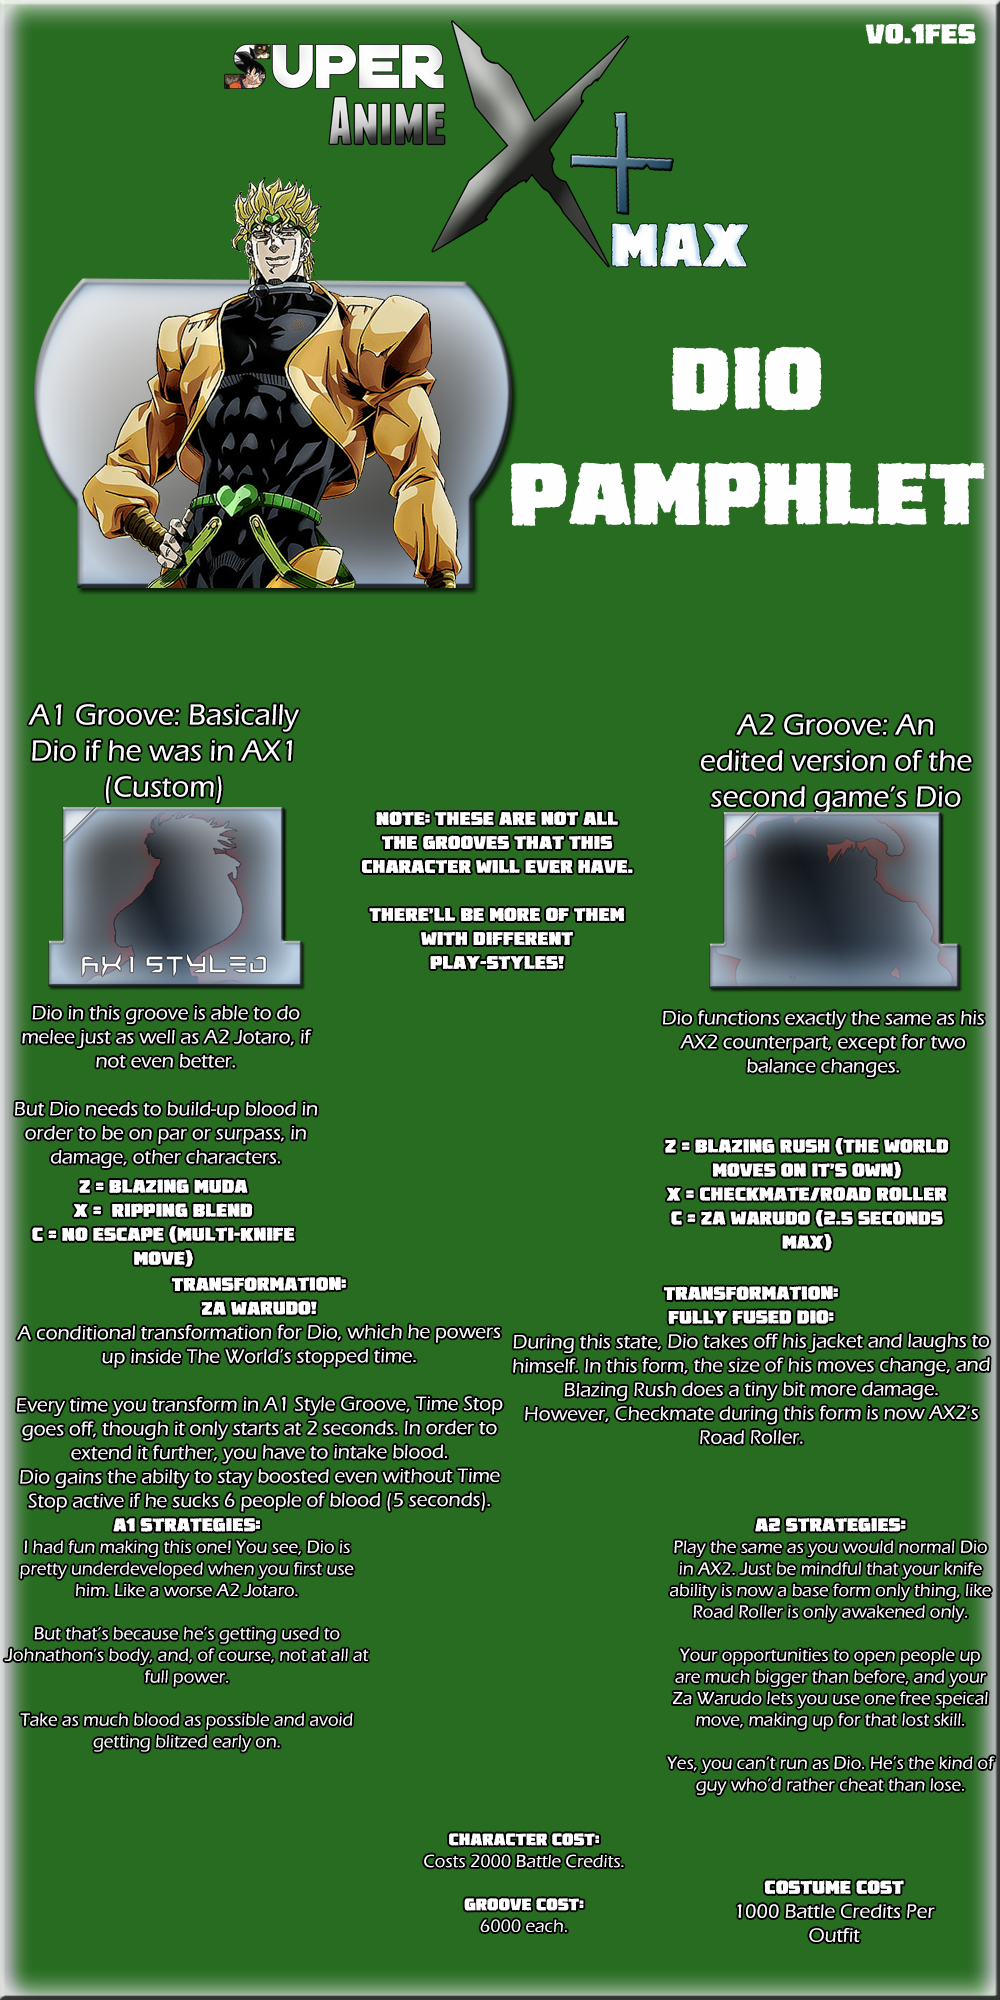 V0.1FES
SUPER
ANIME
X+
MAX
DIO
PAMPHLET
A1 Groove: Basically
Dio if he was in AX1
(Custom)
AX1 STYLED
Dio in this groove is able to do
melee just as well as A2 Jotaro, if
not even better.
But Dio needs to build-up blood in
order to be on par or surpass, in
damage, other characters.
Z = BLAZING MUDA
X = RIPPING BLEND
C = NO ESCAPE (MULTI-KNIFE
MOVE)
TRANSFORMATION:
ZA WARUDO!
A conditional transformation for Dio, which he powers
up inside The World's stopped time.
Every time you transform in A1 Style Groove, Time Stop
goes off, though it only starts at 2 seconds. In order to
extend it further, you have to intake blood.
Dio gains the abilty to stay boosted even without Time
Stop active if he sucks 6 people of blood (5 seconds).
A1 STRATEGIES:
I had fun making this one! You see, Dio is
pretty underdeveloped when you first use
him. Like a worse A2 Jotaro.
But that's because he's getting used to
Johnathon's body, and, of course, not at all at
full power.
Take as much blood as possible and avoid
getting blitzed early on.
NOTE: THESE ARE NOT ALL
THE GROOVES THAT THIS
CHARACTER WILL EVER HAVE.
THERE'LL BE MORE OF THEM
WITH DIFFERENT
PLAY-STYLES!
A2 Groove: An
edited version of the
second game's Dio
Dio functions exactly the same as his
AX2 counterpart, except for two
balance changes.
Z = BLAZING RUSH (THE WORLD
MOVES ON IT'S OWN)
X = CHECKMATE/ROAD ROLLER
C = ZA WARUDO (2.5 SECONDS
MAX)
TRANSFORMATION:
FULLY FUSED DIO:
During this state, Dio takes off his jacket and laughs to
himself. In this form, the size of his moves change, and
Blazing Rush does a tiny bit more damage.
However, Checkmate during this form is now AX2's
Road Roller.
A2 STRATEGIES:
Play the same as you would normal Dio
in AX2. Just be mindful that your knife
ability is now a base form only thing, like
Road Roller is only awakened only.
Your opportunities to open people up
are much bigger than before, and your
Za Warudo lets you use one free speical
move, making up for that lost skill.
Yes, you can't run as Dio. He's the kind of
guy who'd rather cheat than lose.
CHARACTER COST:
Costs 2000 Battle Credits.
GROOVE COST:
6000 each.
COSTUME COST
1000 Battle Credits Per
Outfit